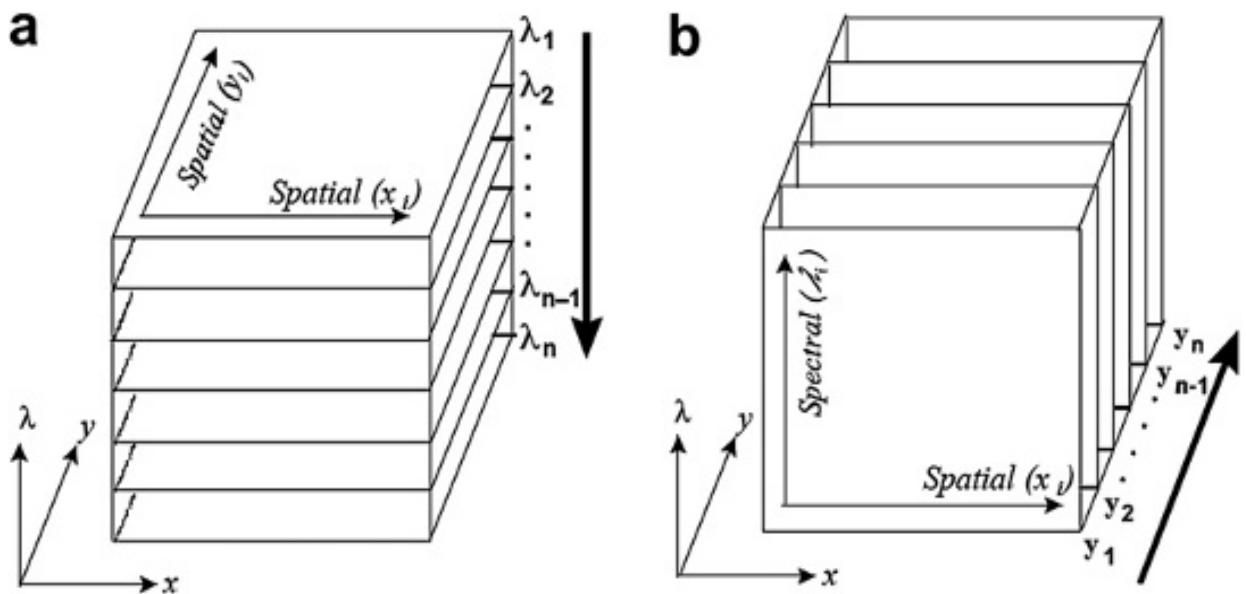 a
λ1
λ2
.
.
.
.
λn–1
λn
Spatial (yi)
Spatial (xi)
λ
y
x
b
Spectral (λi)
Spatial (xi)
yn
yn-1
.
.
.
.
y2
y1
λ
y
x